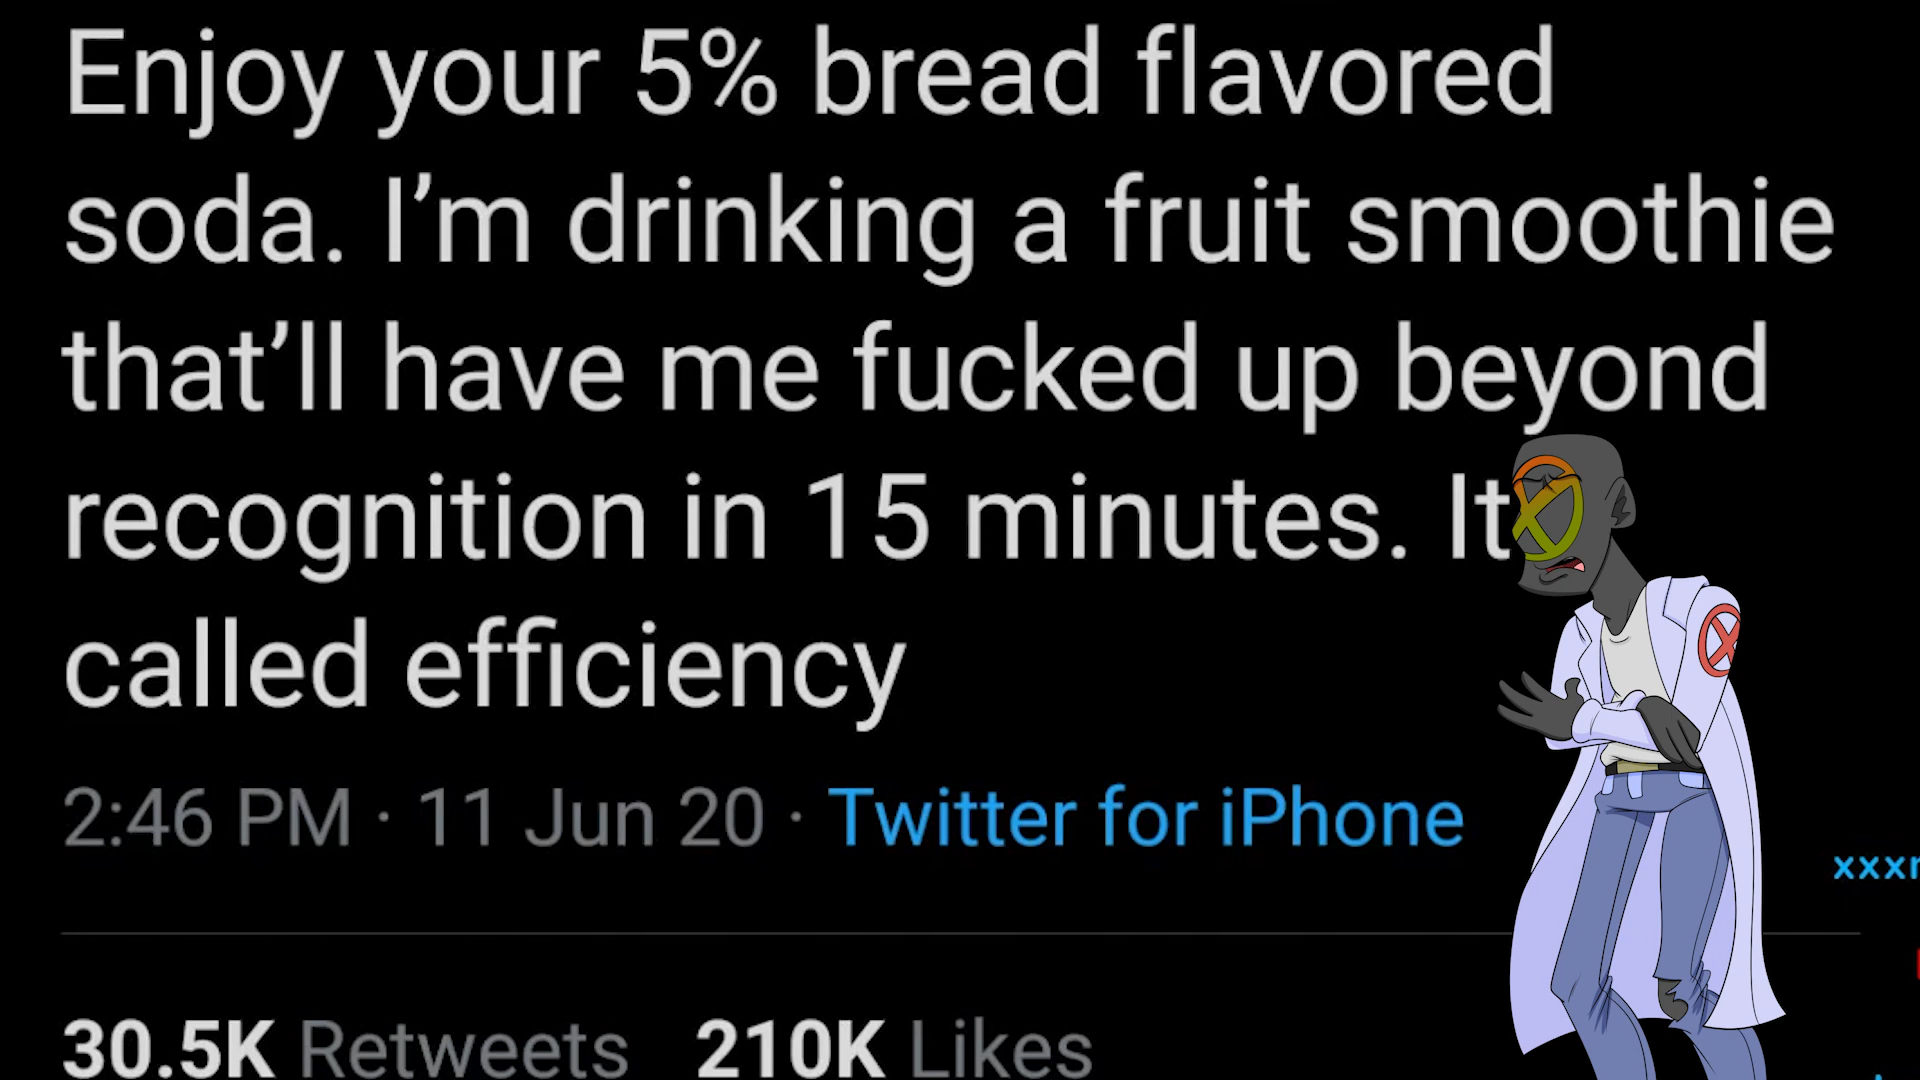 Enjoy your 5% bread flavored
soda. I’m drinking a fruit smoothie
that’ll have me fucked up beyond
recognition in 15 minutes. It
called efficiency
2:46 PM · 11 Jun 20 · Twitter for iPhone
30.5K Retweets 210K Likes